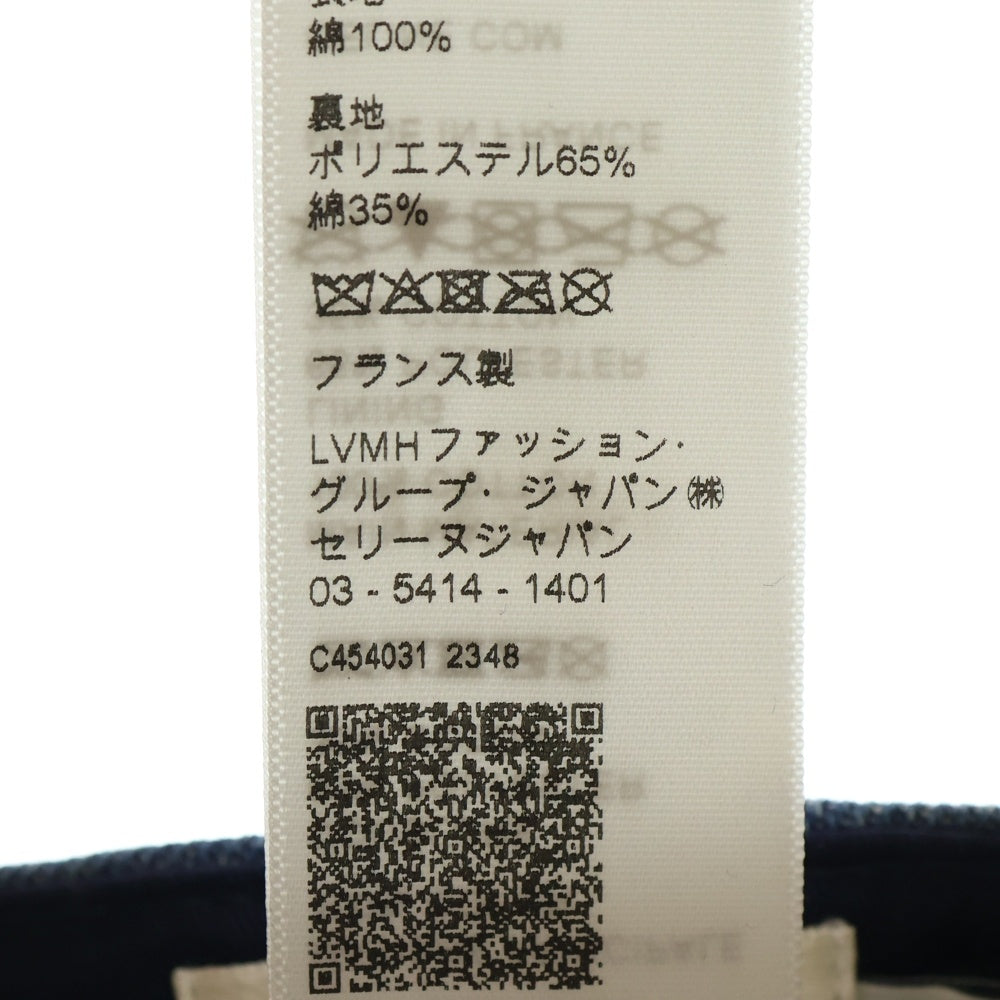 綿100%
裏地
ポリエステル65%
綿35%
フランス製
LVMHファッション・
グループ・ジャパン㈱
セリーヌジャパン
03 - 5414 - 1401
C454031 2348